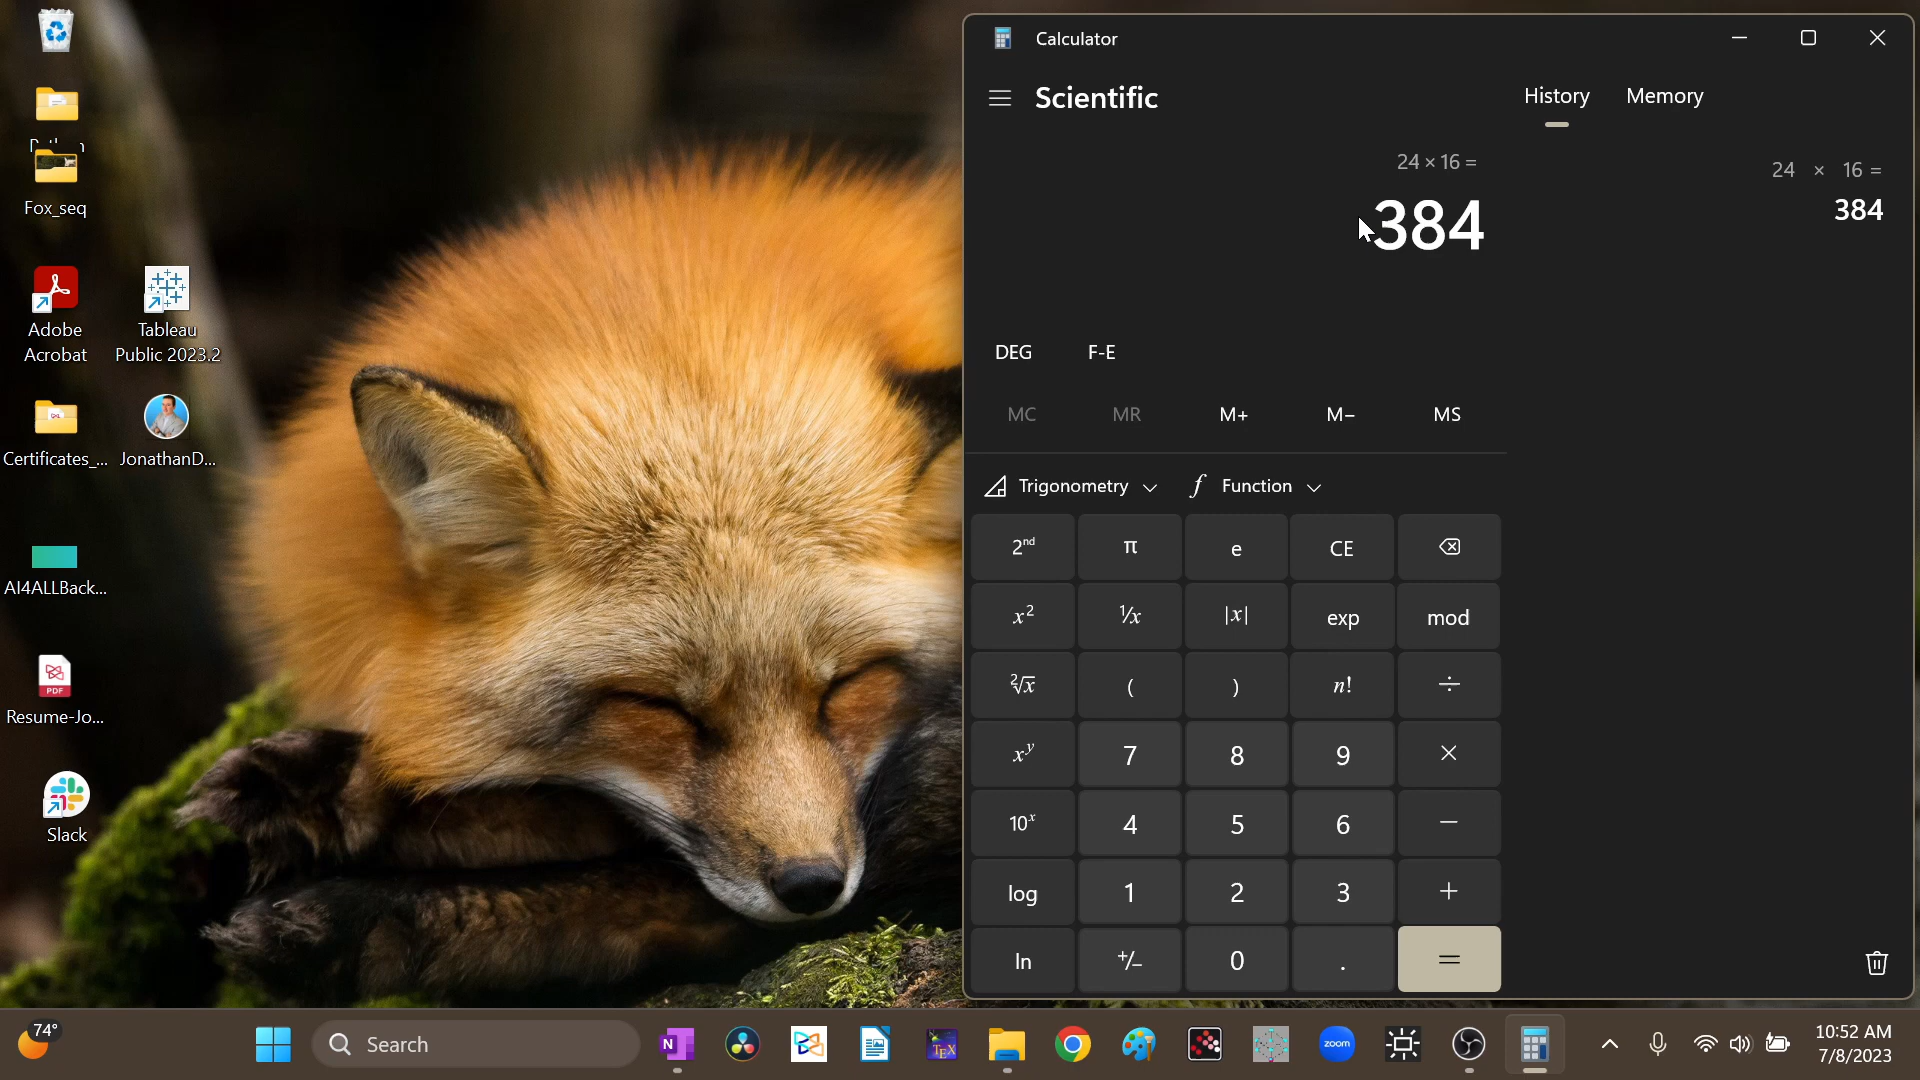 Fox_seq
Adobe
Acrobat
Tableau
Public 2023.2
Certificates_...
JonathanD...
AI4ALLBack...
PDF
Resume-Jo...
Slack
Calculator
Scientific
History
Memory
24 × 16 =
384
24 × 16 =
384
DEG
F-E
MC
MR
M+
M−
MS
Trigonometry
f Function
2nd
π
e
CE
x²
⅟x
|x|
exp
mod
²√x
(
)
n!
÷
xʸ
7
8
9
×
10ˣ
4
5
6
−
log
1
2
3
+
ln
+/−
0
.
=
74°
Search
N
TEX
zoom
10:52 AM
7/8/2023